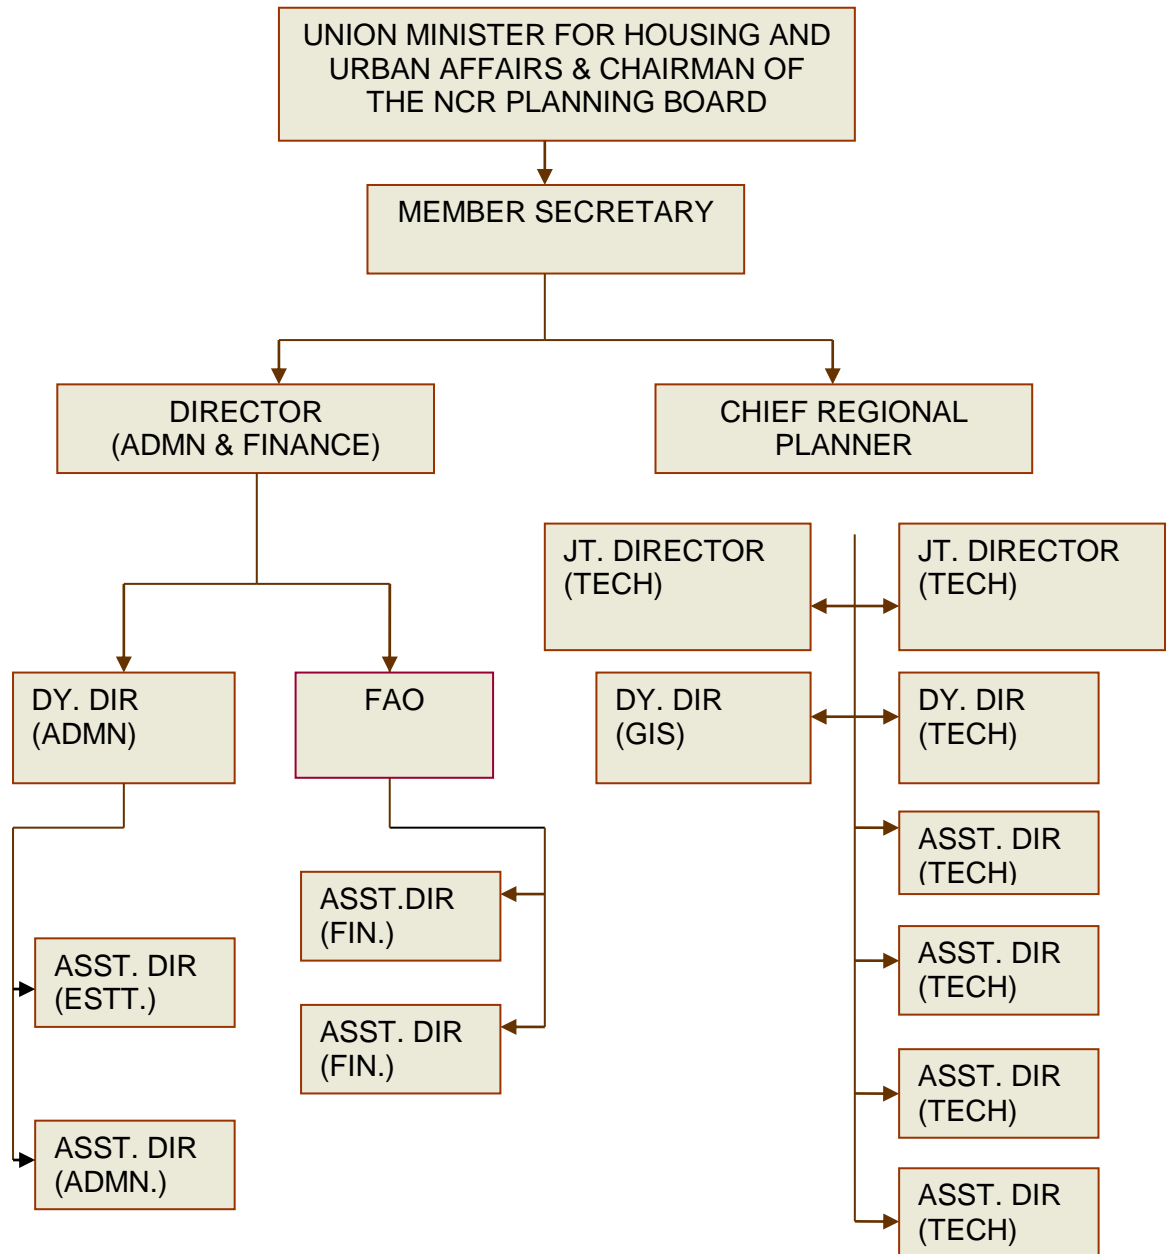 UNION MINISTER FOR HOUSING AND
URBAN AFFAIRS & CHAIRMAN OF
THE NCR PLANNING BOARD
MEMBER SECRETARY
DIRECTOR
(ADMN & FINANCE)
CHIEF REGIONAL
PLANNER
JT. DIRECTOR
(TECH)
JT. DIRECTOR
(TECH)
DY. DIR
(ADMN)
FAO
DY. DIR
(GIS)
DY. DIR
(TECH)
ASST. DIR
(TECH)
ASST.DIR
(FIN.)
ASST. DIR
(TECH)
ASST. DIR
(ESTT.)
ASST. DIR
(FIN.)
ASST. DIR
(TECH)
ASST. DIR
(ADMN.)
ASST. DIR
(TECH)